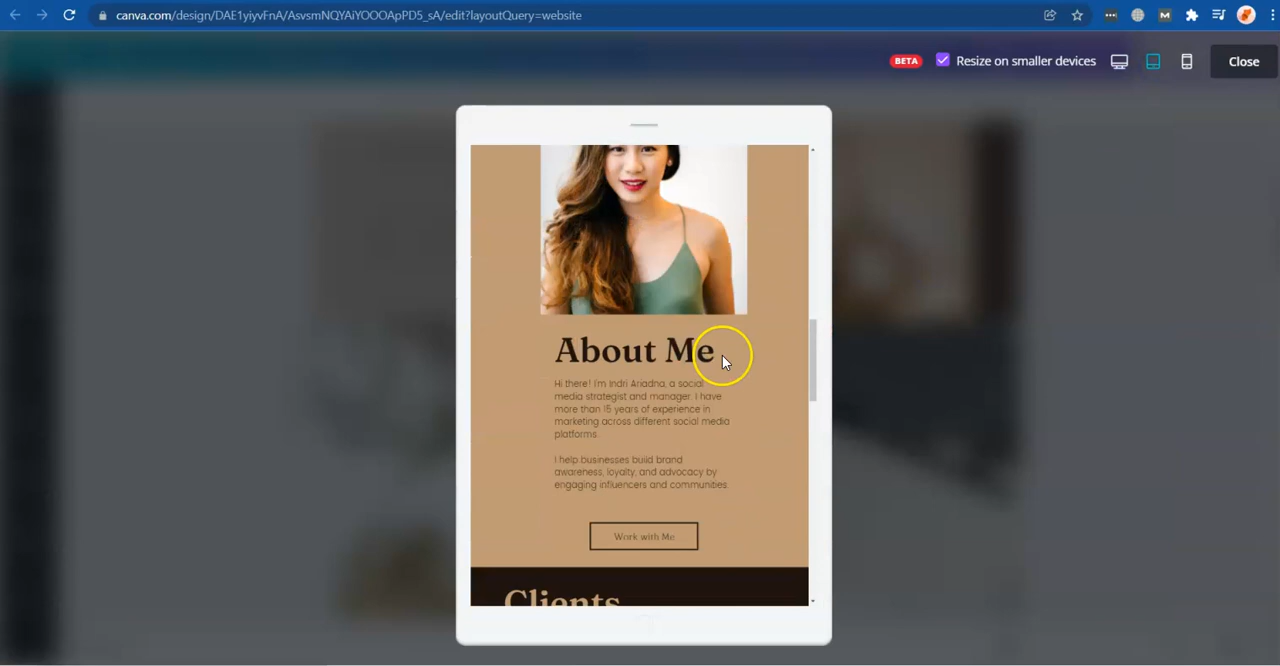 canva.com/design/DAE1yiyvFnA/AsvsmNQYAiYOOOApPD5_sA/edit?layoutQuery=website
M
BETA
Resize on smaller devices
Close
About Me
Hi there! I'm Indri Ariadna, a social
media strategist and manager. I have
more than 15 years of experience in
marketing across different social media
platforms.
I help businesses build brand
awareness, loyalty, and advocacy by
engaging influencers and communities.
Work with Me
Clients